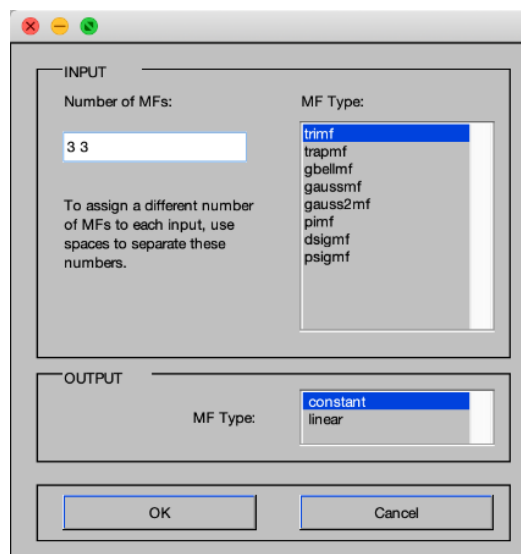 INPUT
Number of MFs:
3 3
To assign a different number
of MFs to each input, use
spaces to separate these
numbers.
MF Type:
trimf
trapmf
gbellmf
gaussmf
gauss2mf
pimf
dsigmf
psigmf
OUTPUT
MF Type:
constant
linear
OK
Cancel